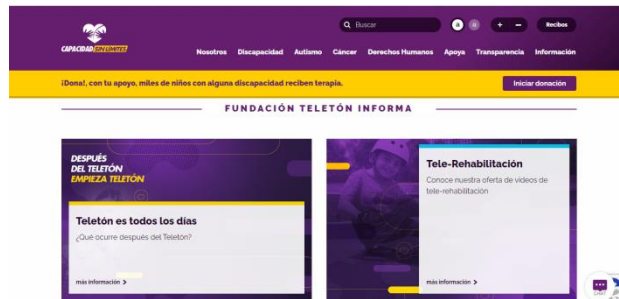 Buscar
a
a
+
-
Recibos
CAPACIDAD SIN LÍMITES
Nosotros Discapacidad Autismo Cáncer Derechos Humanos Apoya Transparencia Información
¡Dona!, con tu apoyo, miles de niños con alguna discapacidad reciben terapia.
Iniciar donación
FUNDACIÓN TELETÓN INFORMA
DESPUÉS
DEL TELETÓN
EMPIEZA TELETÓN
Teletón es todos los días
¿Qué ocurre después del Teletón?
más información >
Tele-Rehabilitación
Conoce nuestra oferta de videos de
tele-rehabilitación
más información >